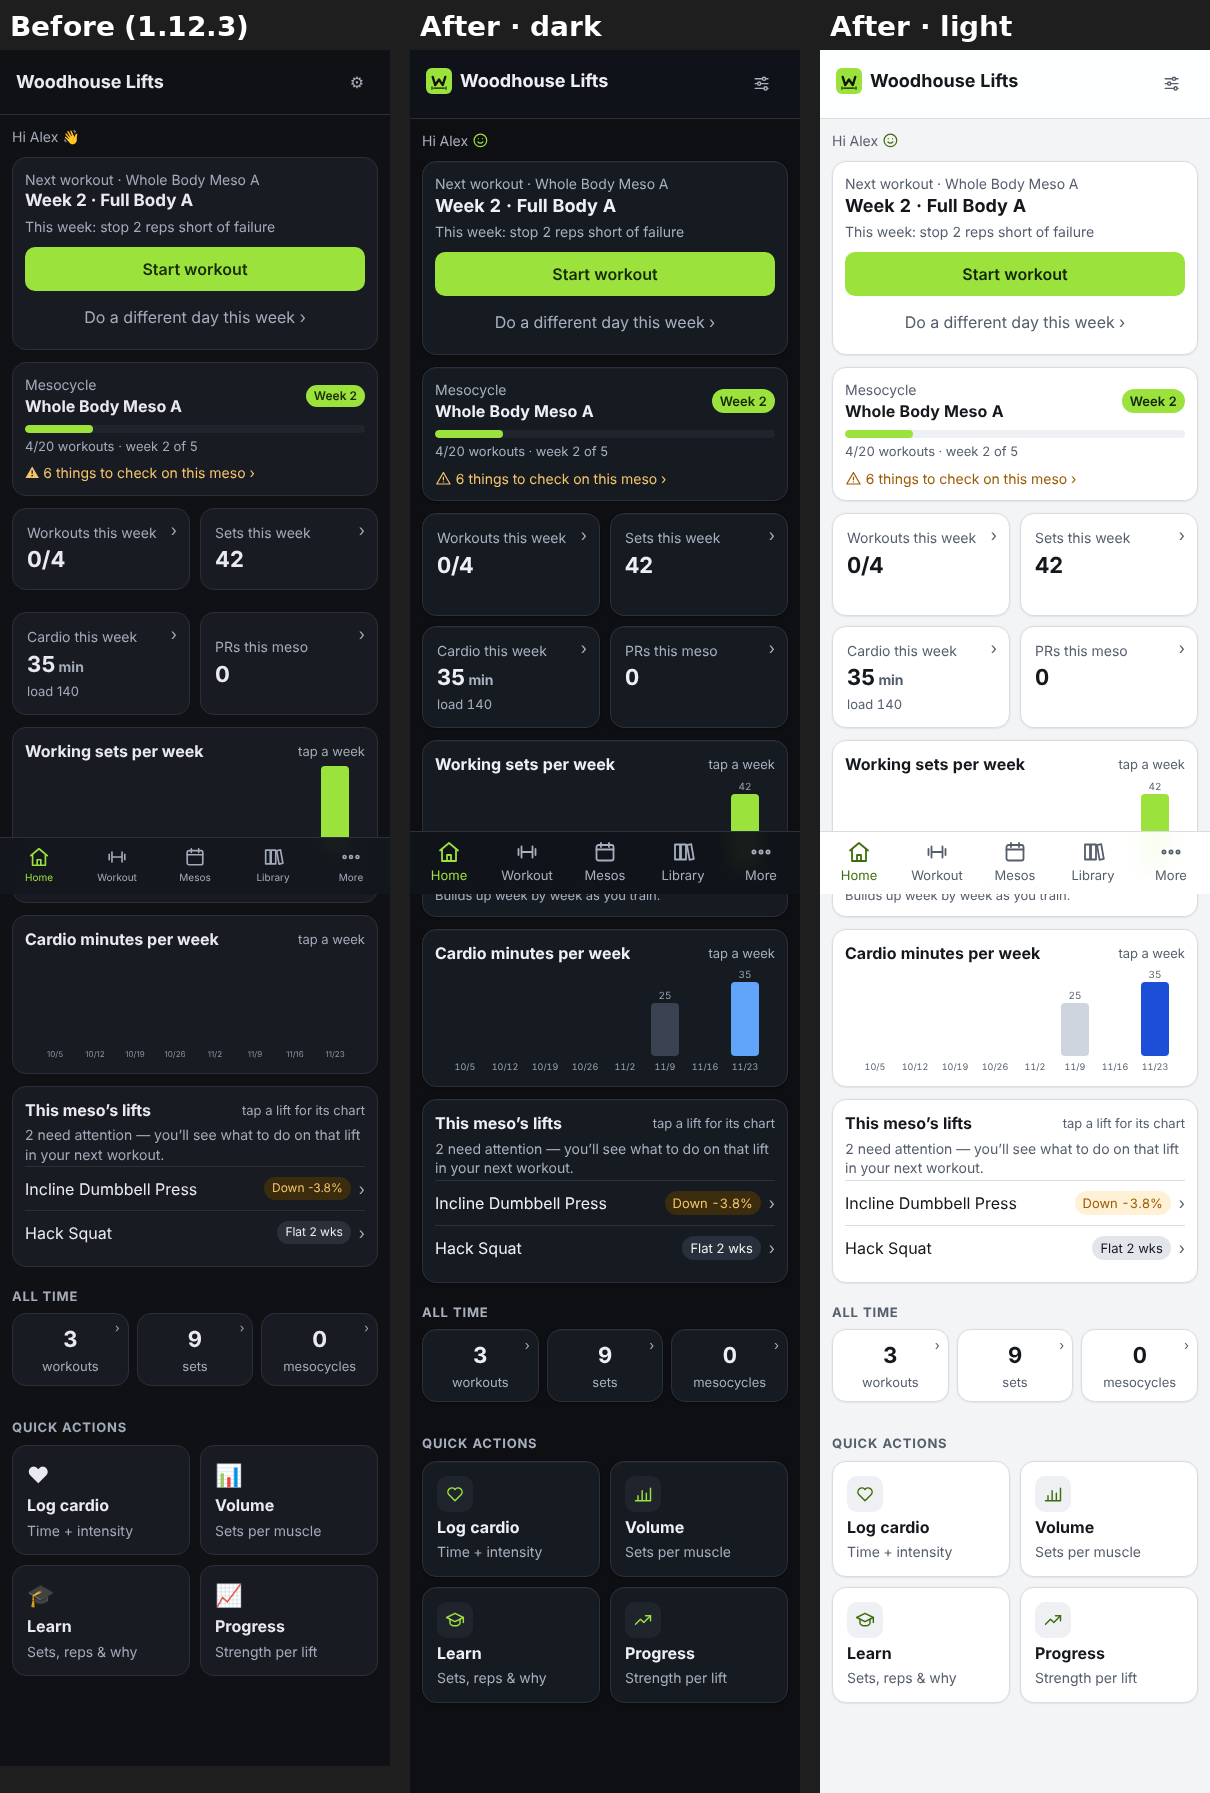 Before (1.12.3)
Woodhouse Lifts
Hi Alex 👋
Next workout · Whole Body Meso A
Week 2 · Full Body A
This week: stop 2 reps short of failure
Start workout
Do a different day this week ›
Mesocycle
Whole Body Meso A
Week 2
4/20 workouts · week 2 of 5
⚠ 6 things to check on this meso ›
Workouts this week ›
0/4
Sets this week ›
42
Cardio this week ›
35 min
load 140
PRs this meso ›
0
Working sets per week
tap a week
Home
Workout
Mesos
Library
More
Cardio minutes per week
tap a week
10/5 10/12 10/19 10/26 11/2 11/9 11/16 11/23
This meso’s lifts
tap a lift for its chart
2 need attention — you’ll see what to do on that lift
in your next workout.
Incline Dumbbell Press
Down -3.8% ›
Hack Squat
Flat 2 wks ›
ALL TIME
3 ›
workouts
9 ›
sets
0 ›
mesocycles
QUICK ACTIONS
Log cardio
Time + intensity
Volume
Sets per muscle
Learn
Sets, reps & why
Progress
Strength per lift
After · dark
W
Woodhouse Lifts
Hi Alex
Next workout · Whole Body Meso A
Week 2 · Full Body A
This week: stop 2 reps short of failure
Start workout
Do a different day this week ›
Mesocycle
Whole Body Meso A
Week 2
4/20 workouts · week 2 of 5
6 things to check on this meso ›
Workouts this week ›
0/4
Sets this week ›
42
Cardio this week ›
35 min
load 140
PRs this meso ›
0
Working sets per week
tap a week
42
Home
Workout
Mesos
Library
More
Builds up week by week as you train.
Cardio minutes per week
tap a week
25
35
10/5 10/12 10/19 10/26 11/2 11/9 11/16 11/23
This meso’s lifts
tap a lift for its chart
2 need attention — you’ll see what to do on that lift
in your next workout.
Incline Dumbbell Press
Down -3.8% ›
Hack Squat
Flat 2 wks ›
ALL TIME
3 ›
workouts
9 ›
sets
0 ›
mesocycles
QUICK ACTIONS
Log cardio
Time + intensity
Volume
Sets per muscle
Learn
Sets, reps & why
Progress
Strength per lift
After · light
W
Woodhouse Lifts
Hi Alex
Next workout · Whole Body Meso A
Week 2 · Full Body A
This week: stop 2 reps short of failure
Start workout
Do a different day this week ›
Mesocycle
Whole Body Meso A
Week 2
4/20 workouts · week 2 of 5
6 things to check on this meso ›
Workouts this week ›
0/4
Sets this week ›
42
Cardio this week ›
35 min
load 140
PRs this meso ›
0
Working sets per week
tap a week
42
Home
Workout
Mesos
Library
More
Builds up week by week as you train.
Cardio minutes per week
tap a week
25
35
10/5 10/12 10/19 10/26 11/2 11/9 11/16 11/23
This meso’s lifts
tap a lift for its chart
2 need attention — you’ll see what to do on that lift
in your next workout.
Incline Dumbbell Press
Down -3.8% ›
Hack Squat
Flat 2 wks ›
ALL TIME
3 ›
workouts
9 ›
sets
0 ›
mesocycles
QUICK ACTIONS
Log cardio
Time + intensity
Volume
Sets per muscle
Learn
Sets, reps & why
Progress
Strength per lift